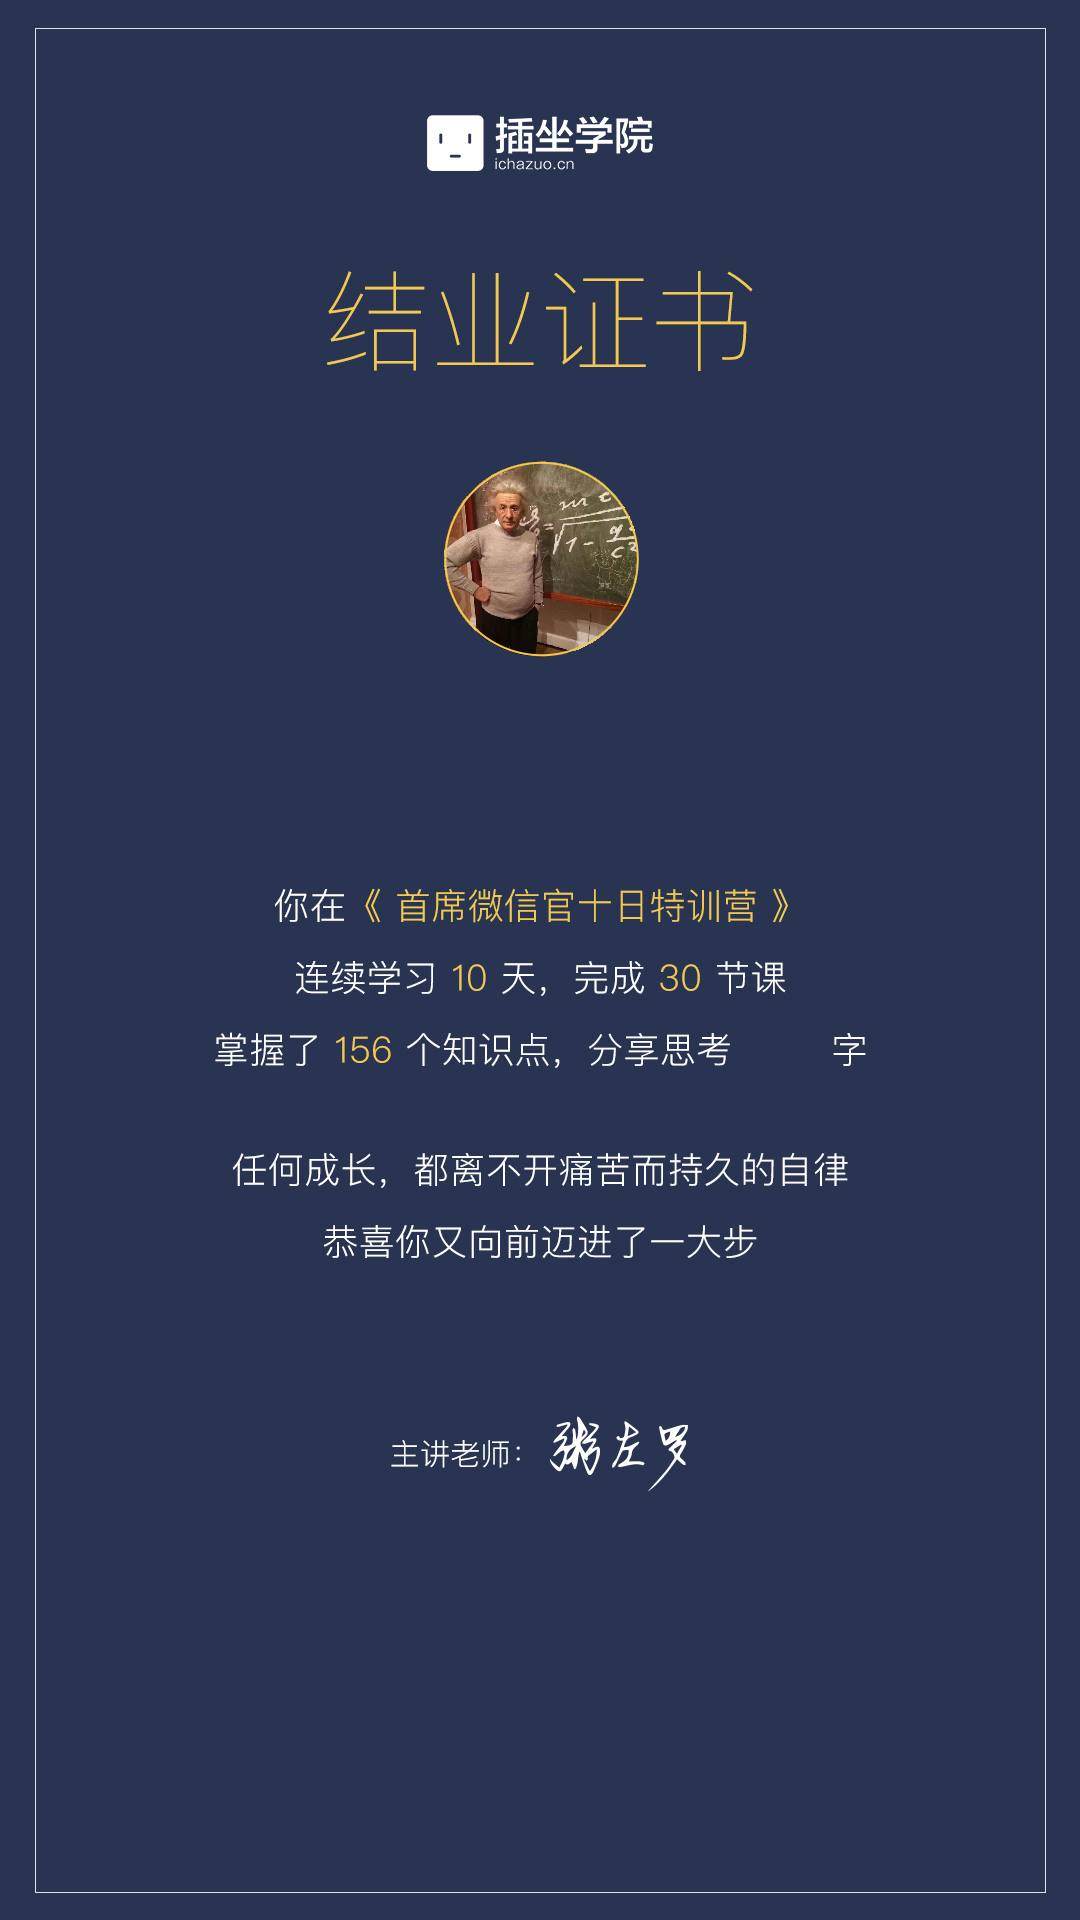 插坐学院
ichazuo.cn
结业证书
你在《 首席微信官十日特训营 》
连续学习 10 天，完成 30 节课
掌握了 156 个知识点，分享思考 字
任何成长，都离不开痛苦而持久的自律
恭喜你又向前迈进了一大步
主讲老师：粥左罗